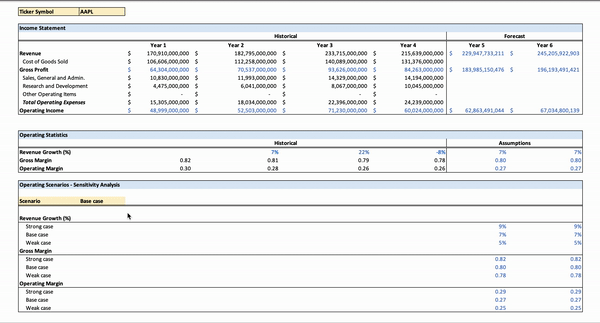 Ticker Symbol AAPL
Income Statement
Historical Forecast
Year 1 Year 2 Year 3 Year 4 Year 5 Year 6
Revenue $ 170,910,000,000 $ 182,795,000,000 $ 233,715,000,000 $ 215,639,000,000 $ 229,947,733,211 $ 245,205,922,903
Cost of Goods Sold 106,606,000,000 112,258,000,000 140,089,000,000 131,376,000,000
Gross Profit $ 64,304,000,000 $ 70,537,000,000 $ 93,626,000,000 $ 84,263,000,000 $ 183,985,150,476 $ 196,193,491,421
Sales, General and Admin. 10,830,000,000 11,993,000,000 14,329,000,000 14,194,000,000
Research and Development 4,475,000,000 6,041,000,000 8,067,000,000 10,045,000,000
Other Operating Items - - - -
Total Operating Expenses 15,305,000,000 18,034,000,000 22,396,000,000 24,239,000,000
Operating Income $ 48,999,000,000 $ 52,503,000,000 $ 71,230,000,000 $ 60,024,000,000 $ 62,863,491,044 $ 67,034,800,139
Operating Statistics
Historical Assumptions
Revenue Growth (%) 7% 22% -8% 7% 7%
Gross Margin 0.82 0.81 0.79 0.78 0.80 0.80
Operating Margin 0.30 0.28 0.26 0.26 0.27 0.27
Operating Scenarios - Sensitivity Analysis
Scenario Base case
Revenue Growth (%)
Strong case 9% 9%
Base case 7% 7%
Weak case 5% 5%
Gross Margin
Strong case 0.82 0.82
Base case 0.80 0.80
Weak case 0.78 0.78
Operating Margin
Strong case 0.29 0.29
Base case 0.27 0.27
Weak case 0.25 0.25